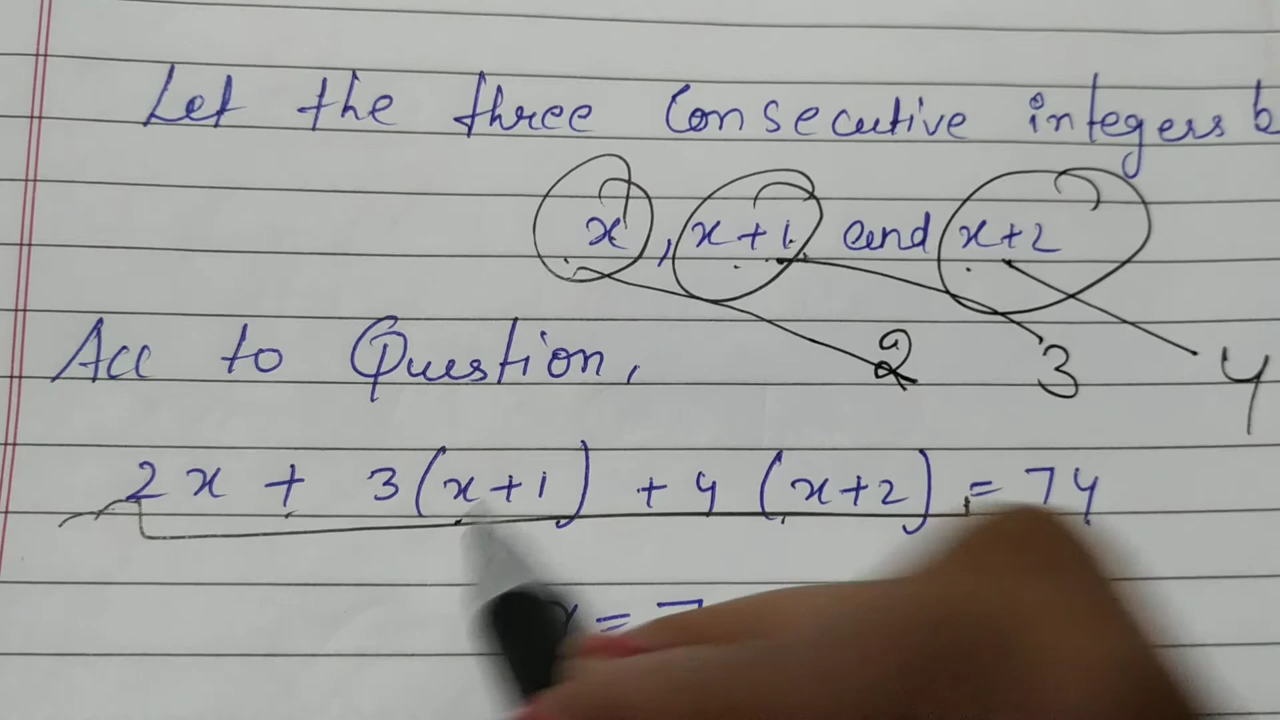 Let the three Consecutive integers b
x, x+1 and x+2
Acc to Question,
2 3 4
2x + 3(x+1) + 4(x+2) = 74
x = 7